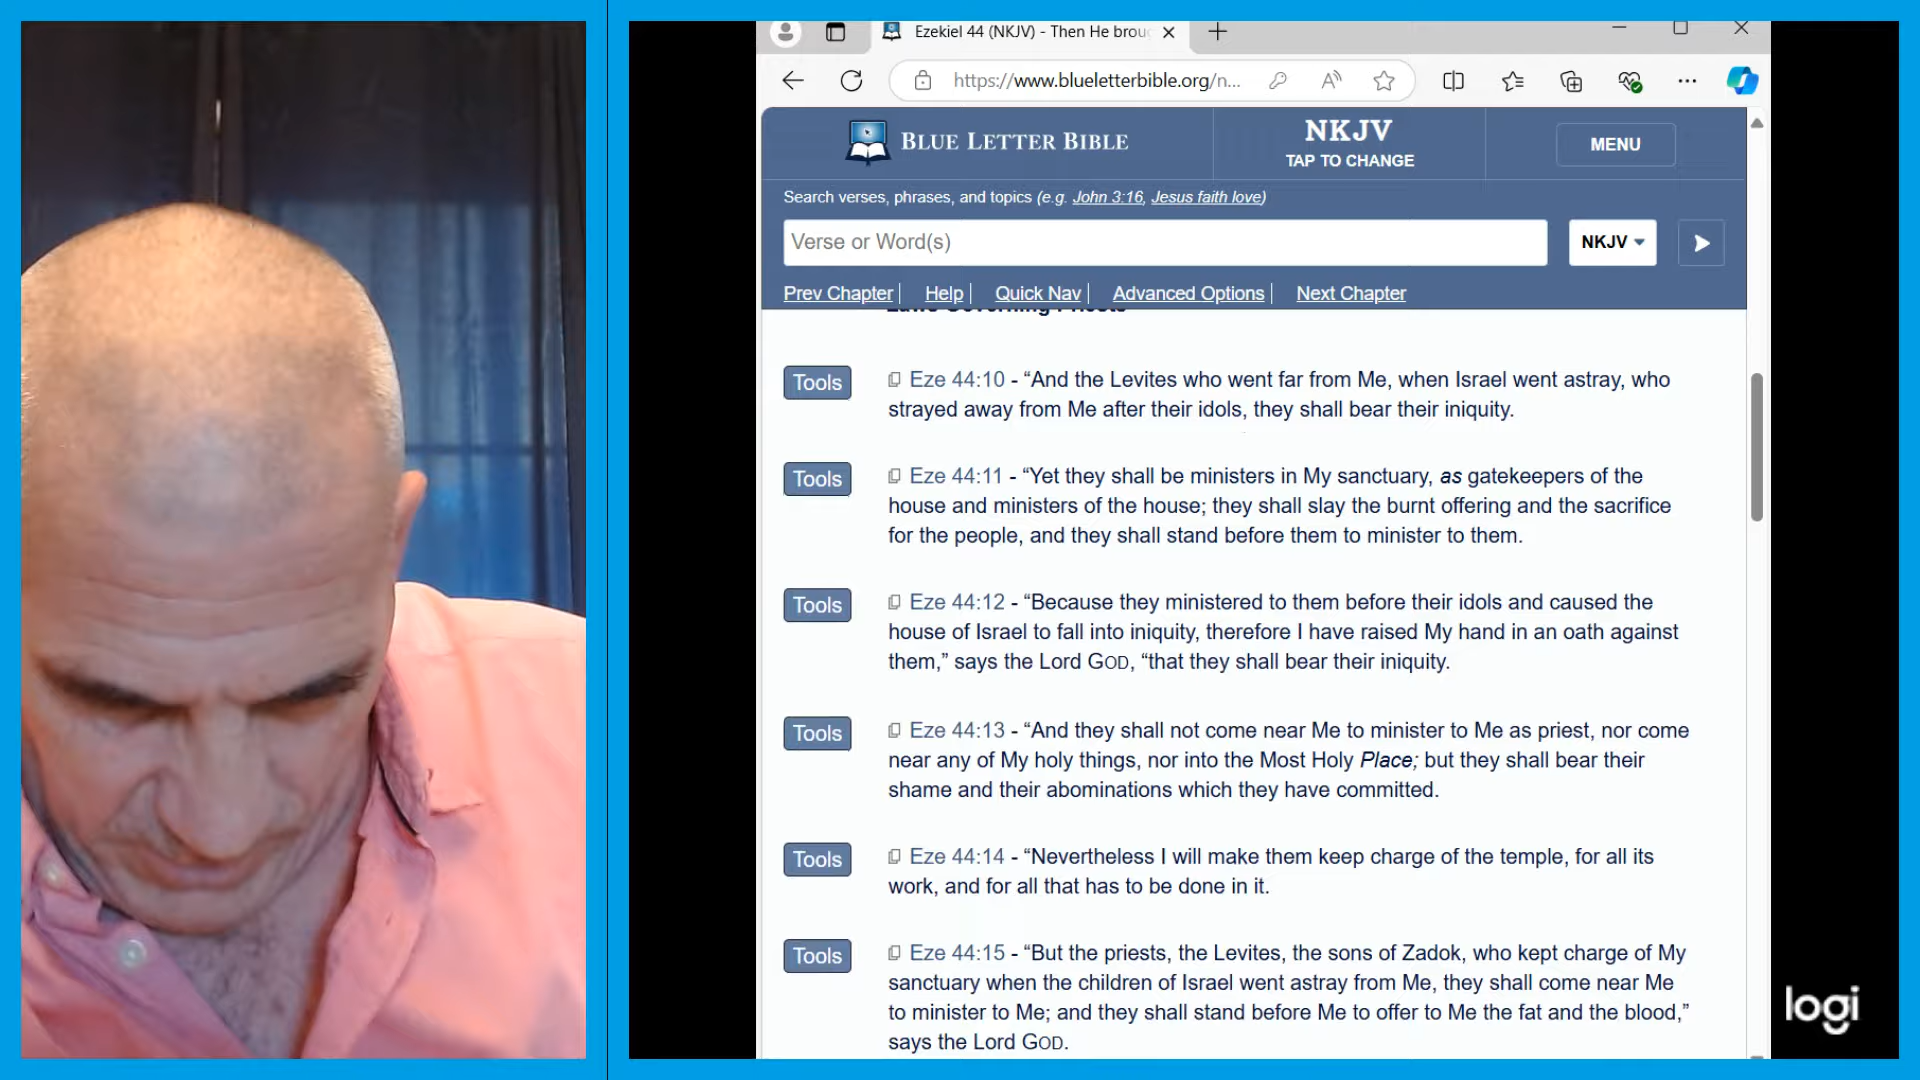 Ezekiel 44 (NKJV) - Then He brou
https://www.blueletterbible.org/n...
BLUE LETTER BIBLE
NKJV
TAP TO CHANGE
MENU
Search verses, phrases, and topics (e.g. John 3:16, Jesus faith love)
Verse or Word(s)
NKJV
Prev Chapter | Help | Quick Nav | Advanced Options | Next Chapter
Laws Governing Priests
Tools
Eze 44:10 - “And the Levites who went far from Me, when Israel went astray, who
strayed away from Me after their idols, they shall bear their iniquity.
Tools
Eze 44:11 - “Yet they shall be ministers in My sanctuary, as gatekeepers of the
house and ministers of the house; they shall slay the burnt offering and the sacrifice
for the people, and they shall stand before them to minister to them.
Tools
Eze 44:12 - “Because they ministered to them before their idols and caused the
house of Israel to fall into iniquity, therefore I have raised My hand in an oath against
them,” says the Lord GOD, “that they shall bear their iniquity.
Tools
Eze 44:13 - “And they shall not come near Me to minister to Me as priest, nor come
near any of My holy things, nor into the Most Holy Place; but they shall bear their
shame and their abominations which they have committed.
Tools
Eze 44:14 - “Nevertheless I will make them keep charge of the temple, for all its
work, and for all that has to be done in it.
Tools
Eze 44:15 - “But the priests, the Levites, the sons of Zadok, who kept charge of My
sanctuary when the children of Israel went astray from Me, they shall come near Me
to minister to Me; and they shall stand before Me to offer to Me the fat and the blood,”
says the Lord GOD.
logi